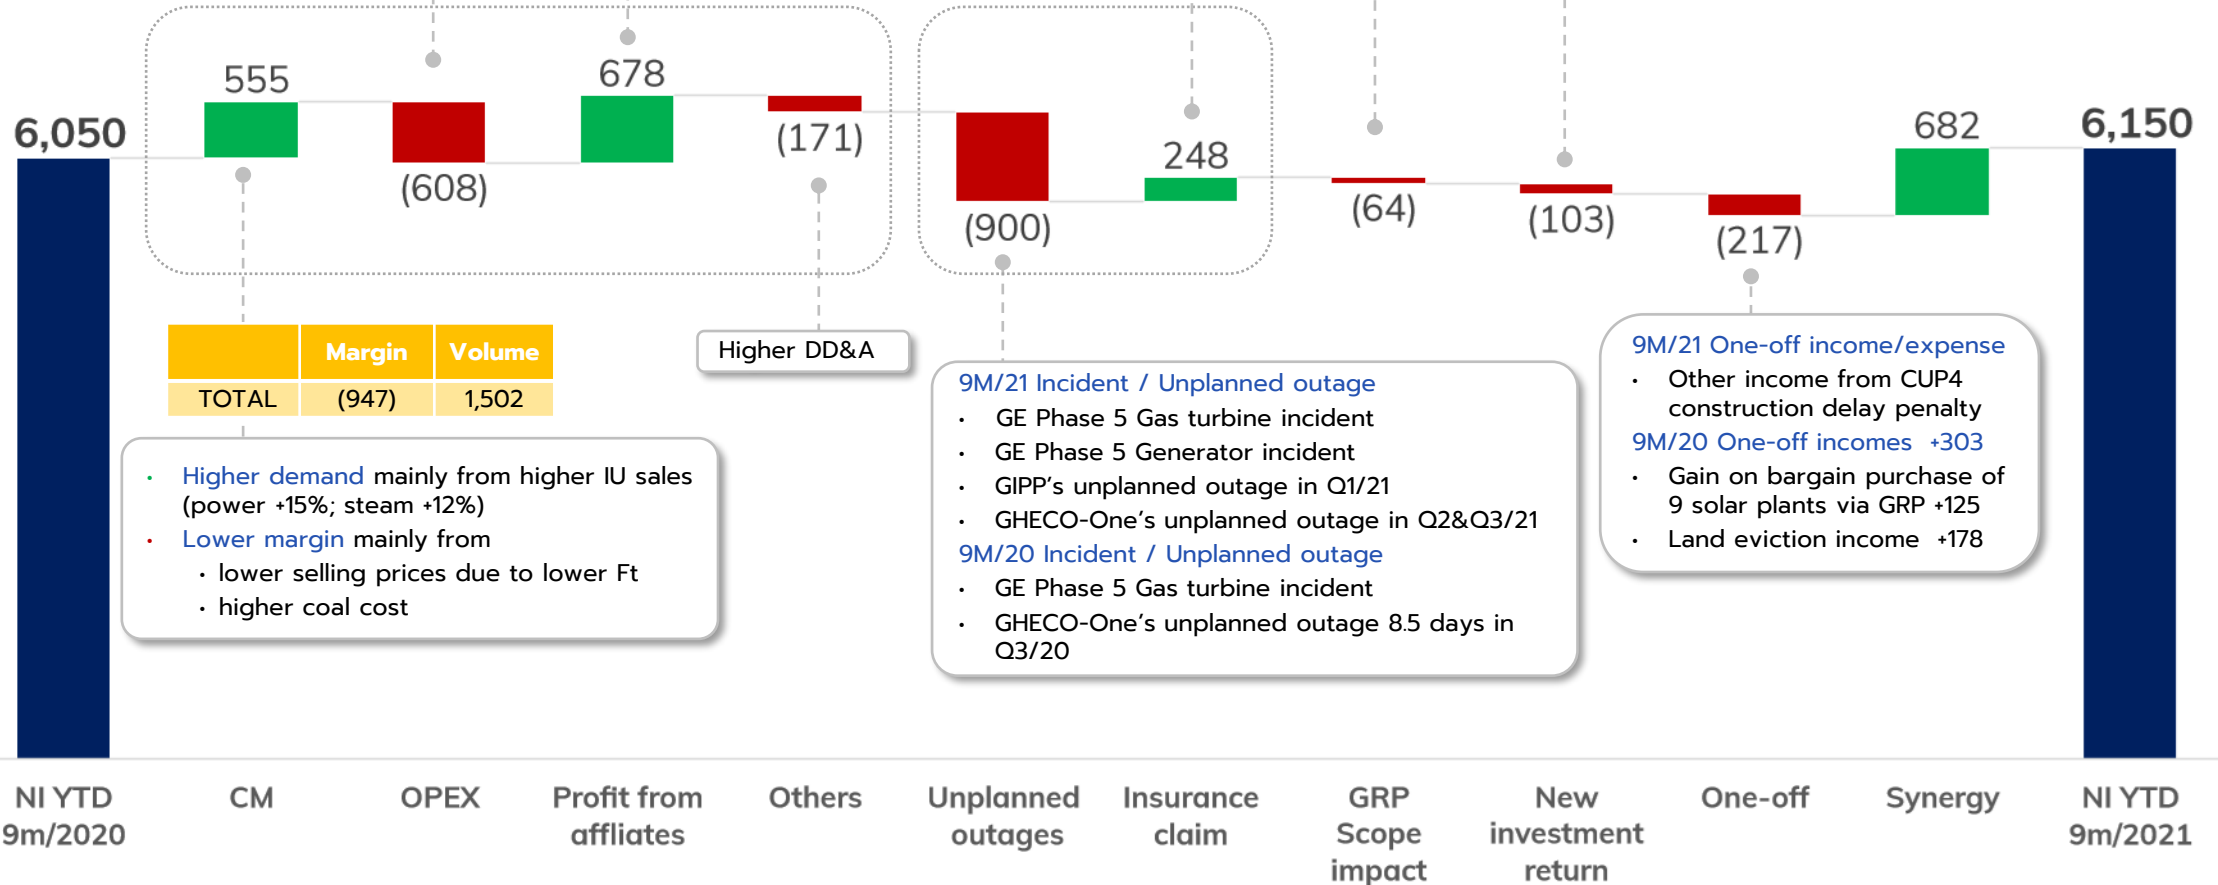 6,050
555
(608)
678
(171)
(900)
248
(64)
(103)
(217)
682
6,150
Margin Volume
TOTAL (947) 1,502
• Higher demand mainly from higher IU sales
(power +15%; steam +12%)
• Lower margin mainly from
• lower selling prices due to lower Ft
• higher coal cost
Higher DD&A
9M/21 Incident / Unplanned outage
• GE Phase 5 Gas turbine incident
• GE Phase 5 Generator incident
• GIPP's unplanned outage in Q1/21
• GHECO-One's unplanned outage in Q2&Q3/21
9M/20 Incident / Unplanned outage
• GE Phase 5 Gas turbine incident
• GHECO-One's unplanned outage 8.5 days in
Q3/20
9M/21 One-off income/expense
• Other income from CUP4
construction delay penalty
9M/20 One-off incomes +303
• Gain on bargain purchase of
9 solar plants via GRP +125
• Land eviction income +178
NI YTD
9m/2020
CM
OPEX
Profit from
affliates
Others
Unplanned
outages
Insurance
claim
GRP
Scope
impact
New
investment
return
One-off
Synergy
NI YTD
9m/2021